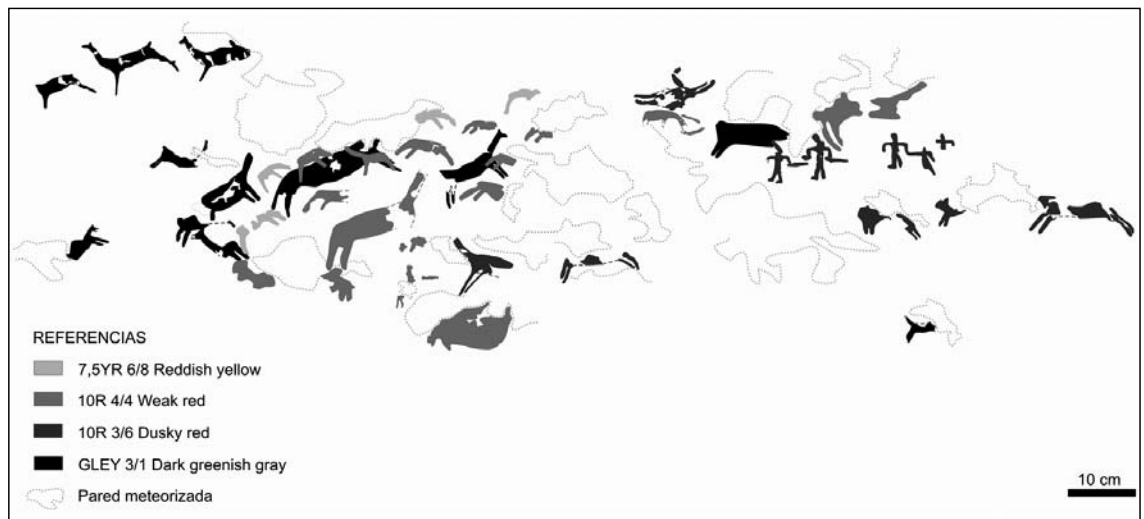 REFERENCIAS
7,5YR 6/8 Reddish yellow
10R 4/4 Weak red
10R 3/6 Dusky red
GLEY 3/1 Dark greenish gray
Pared meteorizada
10 cm